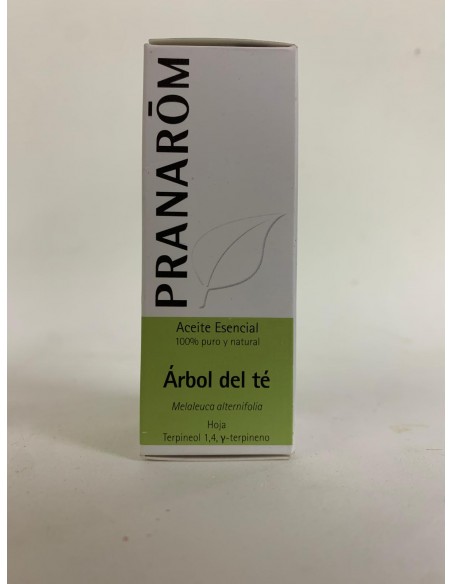 PRANARŌM
Aceite Esencial
100% puro y natural
Árbol del té
Melaleuca alternifolia
Hoja
Terpineol 1,4, γ-terpineno